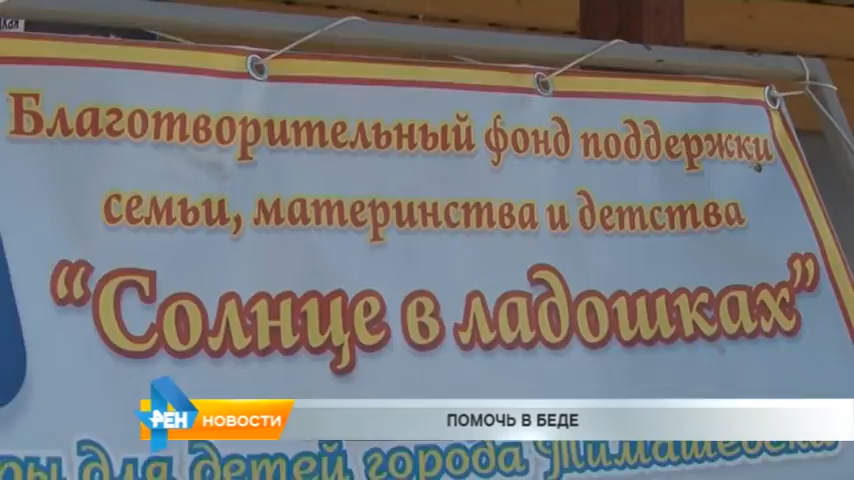 Благотворительный фонд поддержки
семьи, материнства и детства
“Солнце в ладошках”
РЕН НОВОСТИ
ПОМОЧЬ В БЕДЕ
для детей города Тимашевска